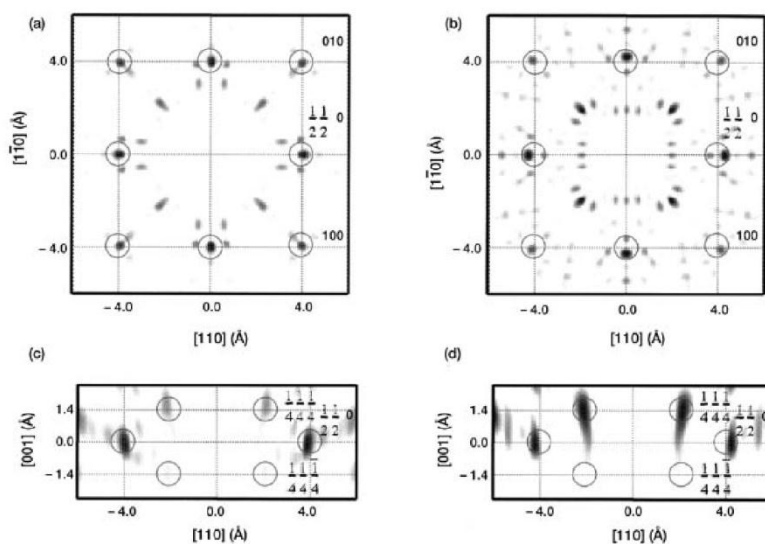 (a)
(b)
4.0
010
4.0
010
[11̄0] (Å)
1/2 1/2 0
[11̄0] (Å)
1/2 1/2 0
0.0
0.0
100
100
− 4.0
− 4.0
− 4.0 0.0 4.0
− 4.0 0.0 4.0
[110] (Å)
[110] (Å)
(c)
(d)
[001] (Å)
1.4
1/4 1/4 1/4
1/2 1/2 0
0.0
− 1.4
1/4 1/4 1̄/4
− 4.0 0.0 4.0
[110] (Å)
[001] (Å)
1.4
1/4 1/4 1/4
1/2 1/2 0
0.0
− 1.4
1/4 1/4 1̄/4
− 4.0 0.0 4.0
[110] (Å)